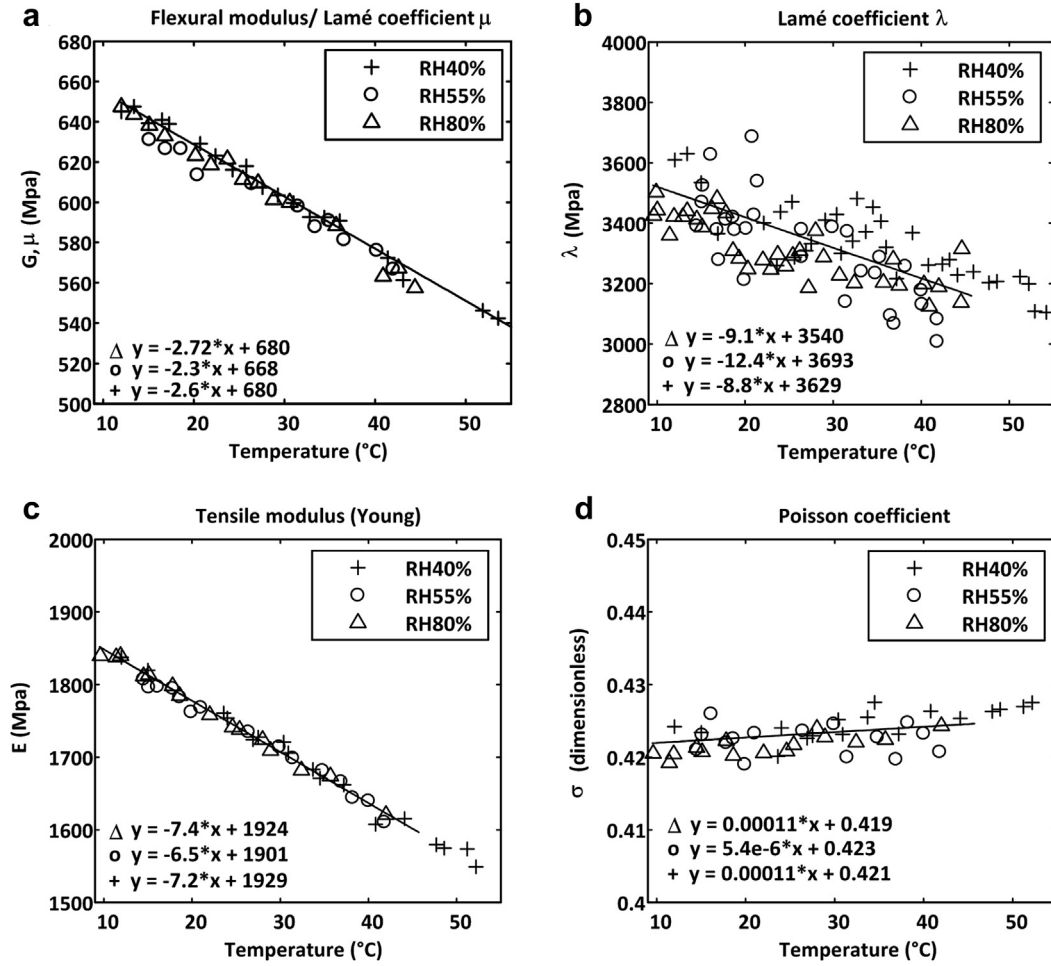 a
Flexural modulus/ Lamé coefficient μ
680
660
640
620
600
580
560
540
520
500
G, μ (Mpa)
RH40%
RH55%
RH80%
Δ y = -2.72*x + 680
o y = -2.3*x + 668
+ y = -2.6*x + 680
10 20 30 40 50
Temperature (°C)
b
Lamé coefficient λ
4000
3800
3600
3400
3200
3000
2800
λ (Mpa)
RH40%
RH55%
RH80%
Δ y = -9.1*x + 3540
o y = -12.4*x + 3693
+ y = -8.8*x + 3629
10 20 30 40 50
Temperature (°C)
c
Tensile modulus (Young)
2000
1900
1800
1700
1600
1500
E (Mpa)
RH40%
RH55%
RH80%
Δ y = -7.4*x + 1924
o y = -6.5*x + 1901
+ y = -7.2*x + 1929
10 20 30 40 50
Temperature (°C)
d
Poisson coefficient
0.45
0.44
0.43
0.42
0.41
0.4
σ (dimensionless)
RH40%
RH55%
RH80%
Δ y = 0.00011*x + 0.419
o y = 5.4e-6*x + 0.423
+ y = 0.00011*x + 0.421
10 20 30 40 50
Temperature (°C)